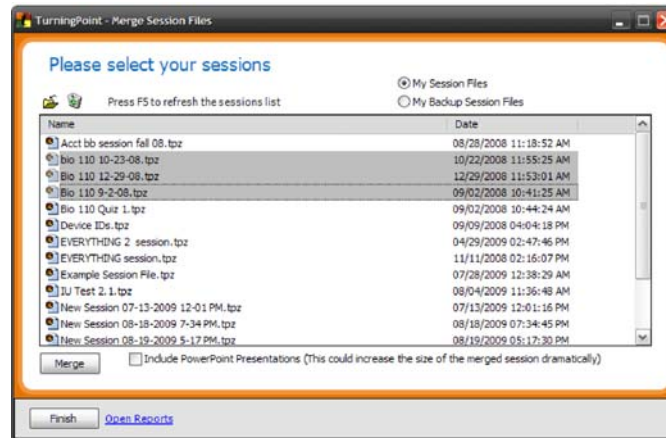 TurningPoint - Merge Session Files
Please select your sessions
My Session Files
Press F5 to refresh the sessions list
My Backup Session Files
Name Date
Acct bb session fall 08.tpz 08/28/2008 11:18:52 AM
bio 110 10-23-08.tpz 10/22/2008 11:55:25 AM
Bio 110 12-29-08.tpz 12/29/2008 11:53:01 AM
Bio 110 9-2-08.tpz 09/02/2008 10:41:25 AM
Bio 110 Quiz 1.tpz 09/02/2008 10:44:24 AM
Device IDs.tpz 09/09/2008 04:04:18 PM
EVERYTHING 2 session.tpz 04/29/2009 02:47:46 PM
EVERYTHING session.tpz 11/11/2008 02:16:07 PM
Example Session File.tpz 07/28/2009 12:38:29 AM
IU Test 2.1.tpz 08/04/2009 11:36:48 AM
New Session 07-13-2009 12-01 PM.tpz 07/13/2009 12:01:16 PM
New Session 08-18-2009 7-34 PM.tpz 08/18/2009 07:34:45 PM
New Session 08-19-2009 5-17 PM.tpz 08/19/2009 05:17:30 PM
Merge Include PowerPoint Presentations (This could increase the size of the merged session dramatically)
Finish Open Reports